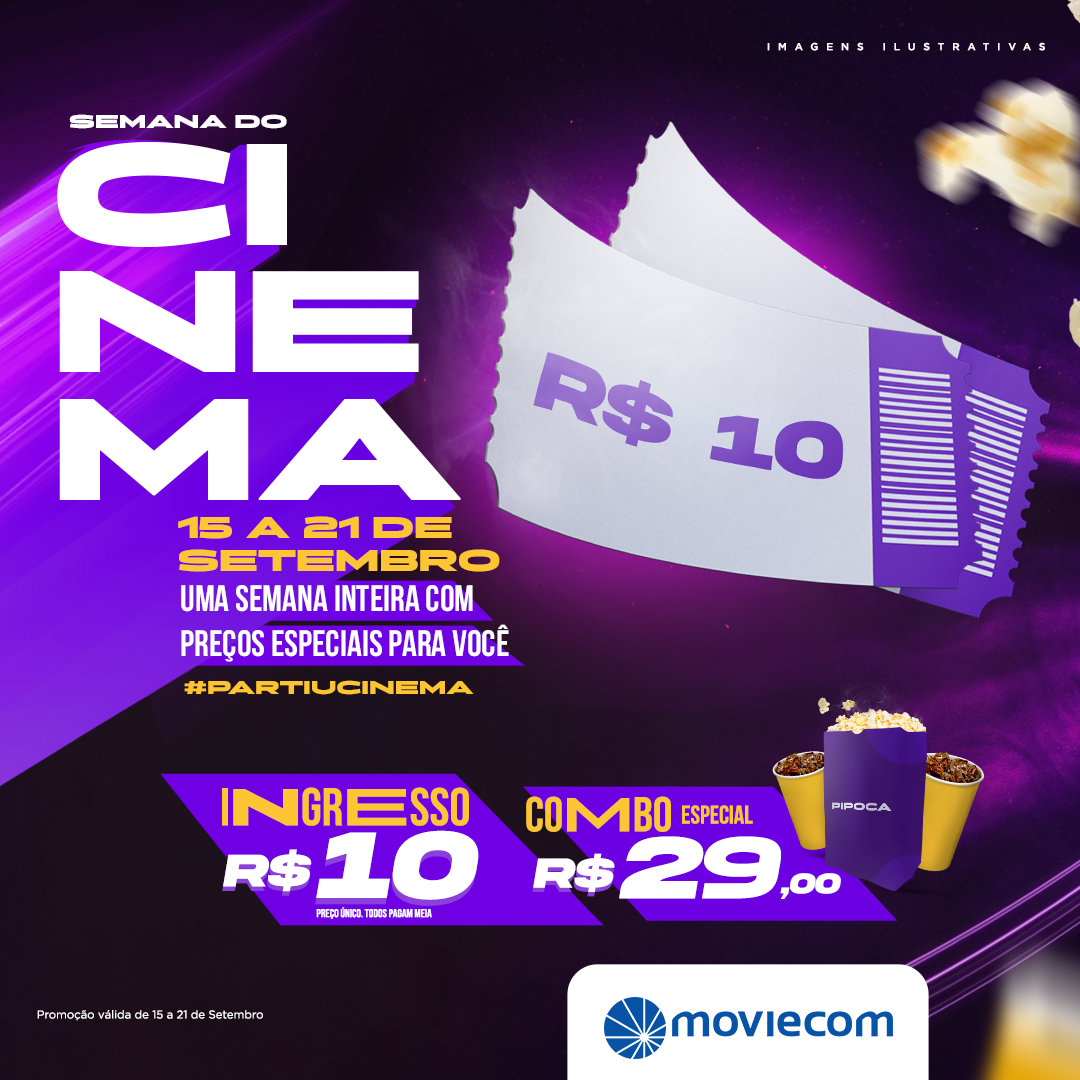 IMAGENS ILUSTRATIVAS
SEMANA DO
CI
NE
MA
15 A 21 DE
SETEMBRO
UMA SEMANA INTEIRA COM
PREÇOS ESPECIAIS PARA VOCÊ
#PARTIUCINEMA
R$ 10
INGRESSO
R$ 10
PREÇO ÚNICO. TODOS PAGAM MEIA
COMBO ESPECIAL
R$ 29,00
PIPOCA
Promoção válida de 15 a 21 de Setembro
moviecom